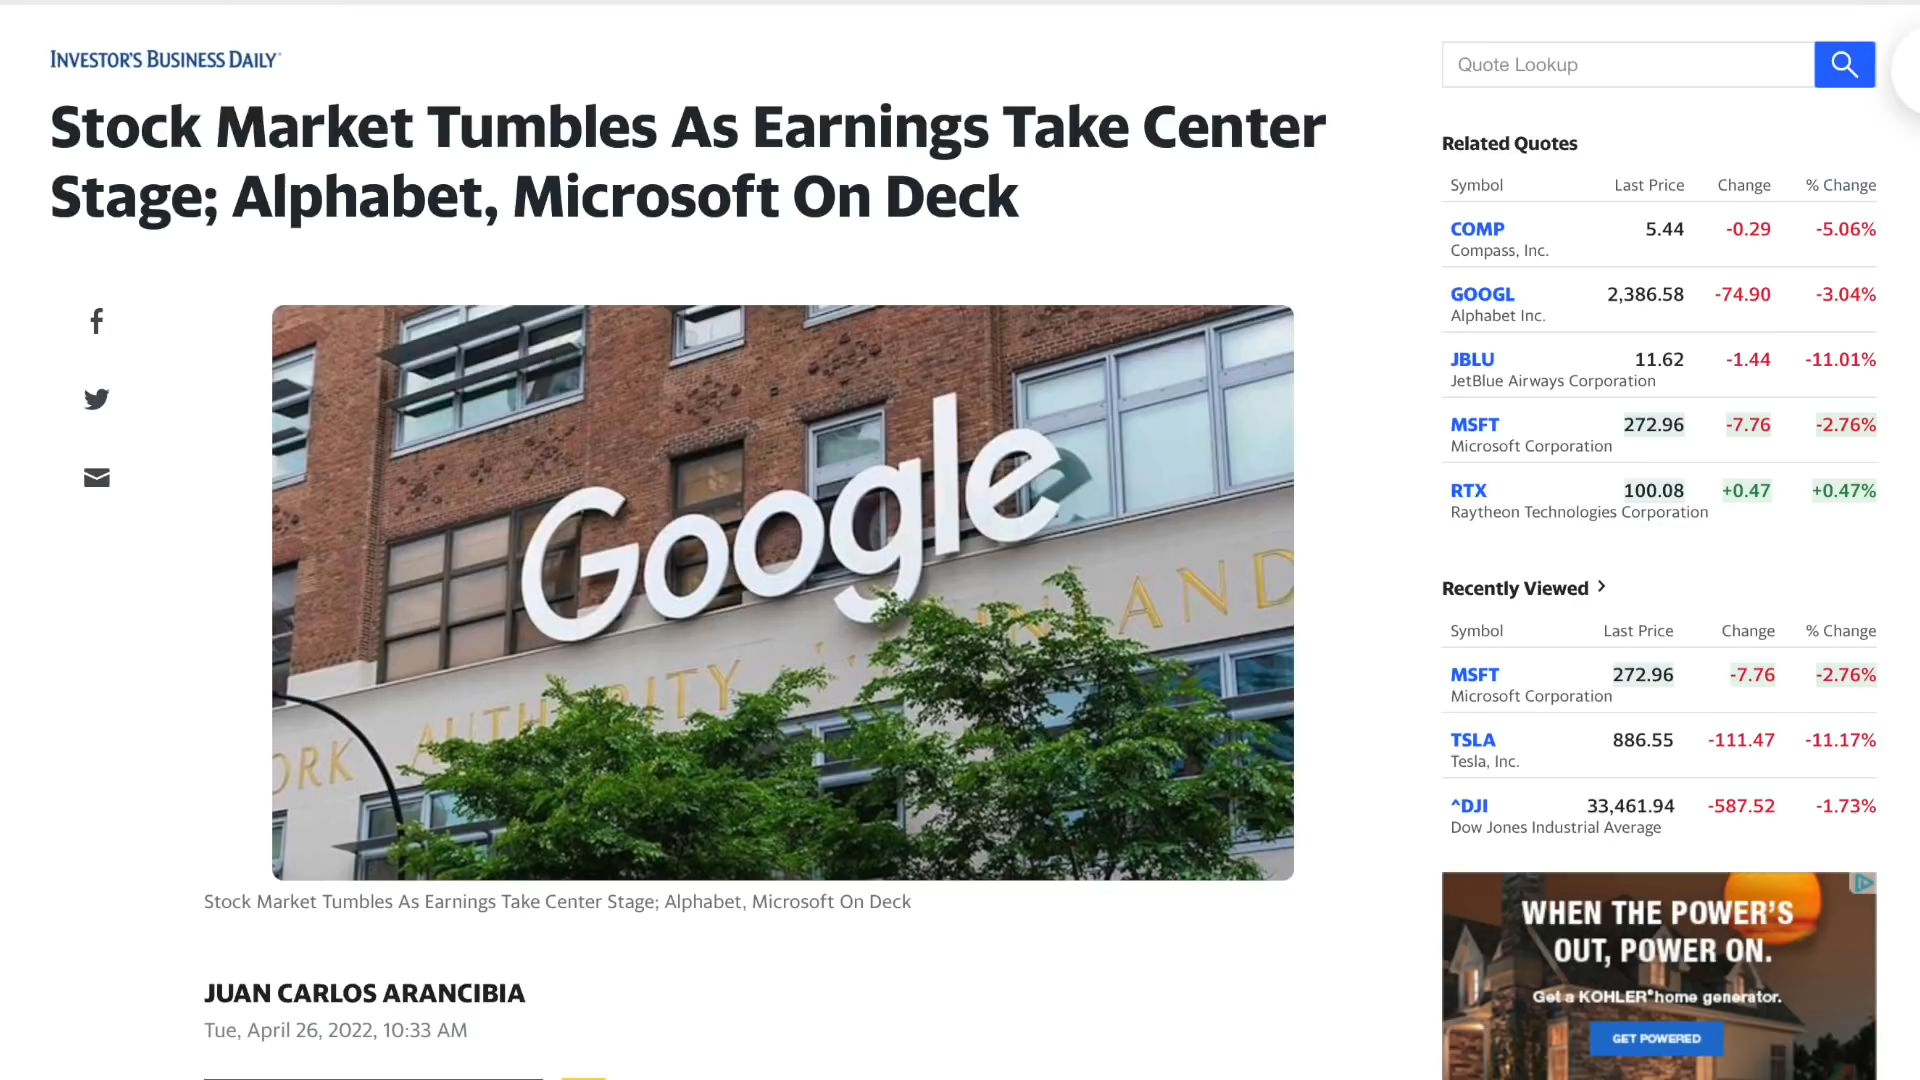 INVESTOR'S BUSINESS DAILY
Stock Market Tumbles As Earnings Take Center
Stage; Alphabet, Microsoft On Deck
Google
ORK AUTHORITY
INLAND
Stock Market Tumbles As Earnings Take Center Stage; Alphabet, Microsoft On Deck
JUAN CARLOS ARANCIBIA
Tue, April 26, 2022, 10:33 AM
Quote Lookup
Related Quotes
Symbol Last Price Change % Change
COMP 5.44 -0.29 -5.06%
Compass, Inc.
GOOGL 2,386.58 -74.90 -3.04%
Alphabet Inc.
JBLU 11.62 -1.44 -11.01%
JetBlue Airways Corporation
MSFT 272.96 -7.76 -2.76%
Microsoft Corporation
RTX 100.08 +0.47 +0.47%
Raytheon Technologies Corporation
Recently Viewed >
Symbol Last Price Change % Change
MSFT 272.96 -7.76 -2.76%
Microsoft Corporation
TSLA 886.55 -111.47 -11.17%
Tesla, Inc.
^DJI 33,461.94 -587.52 -1.73%
Dow Jones Industrial Average
WHEN THE POWER'S
OUT, POWER ON.
Get a KOHLER® home generator.
GET POWERED